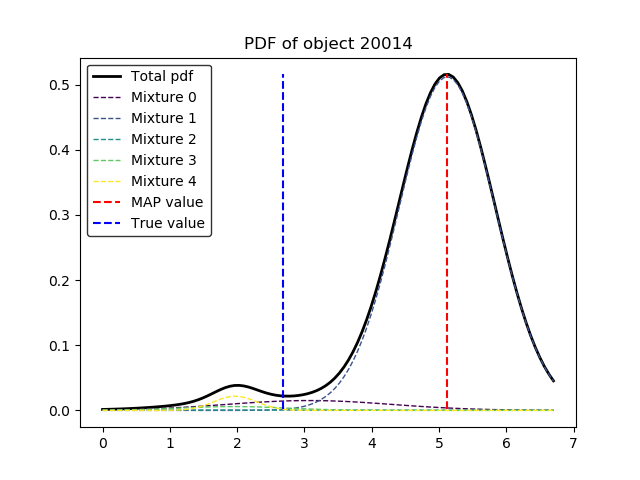 PDF of object 20014
Total pdf
Mixture 0
Mixture 1
Mixture 2
Mixture 3
Mixture 4
MAP value
True value
0.5
0.4
0.3
0.2
0.1
0.0
0 1 2 3 4 5 6 7